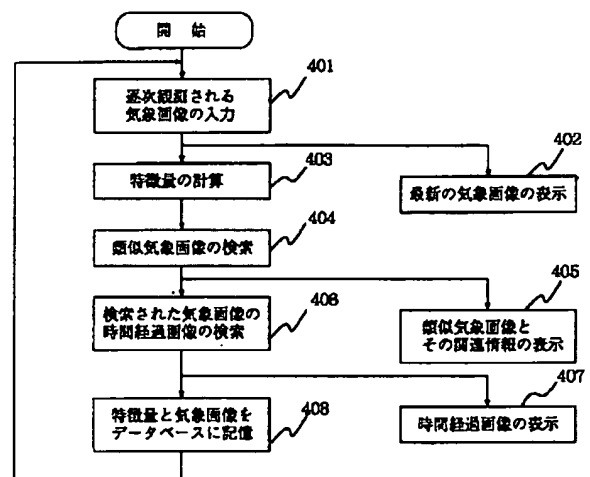 開 始
401
逐次観測される
気象画像の入力
402
403
特徴量の計算
最新の気象画像の表示
404
類似気象画像の検索
405
406
検索された気象画像の
時間経過画像の検索
類似気象画像と
その関連情報の表示
407
408
特徴量と気象画像を
データベースに記憶
時間経過画像の表示